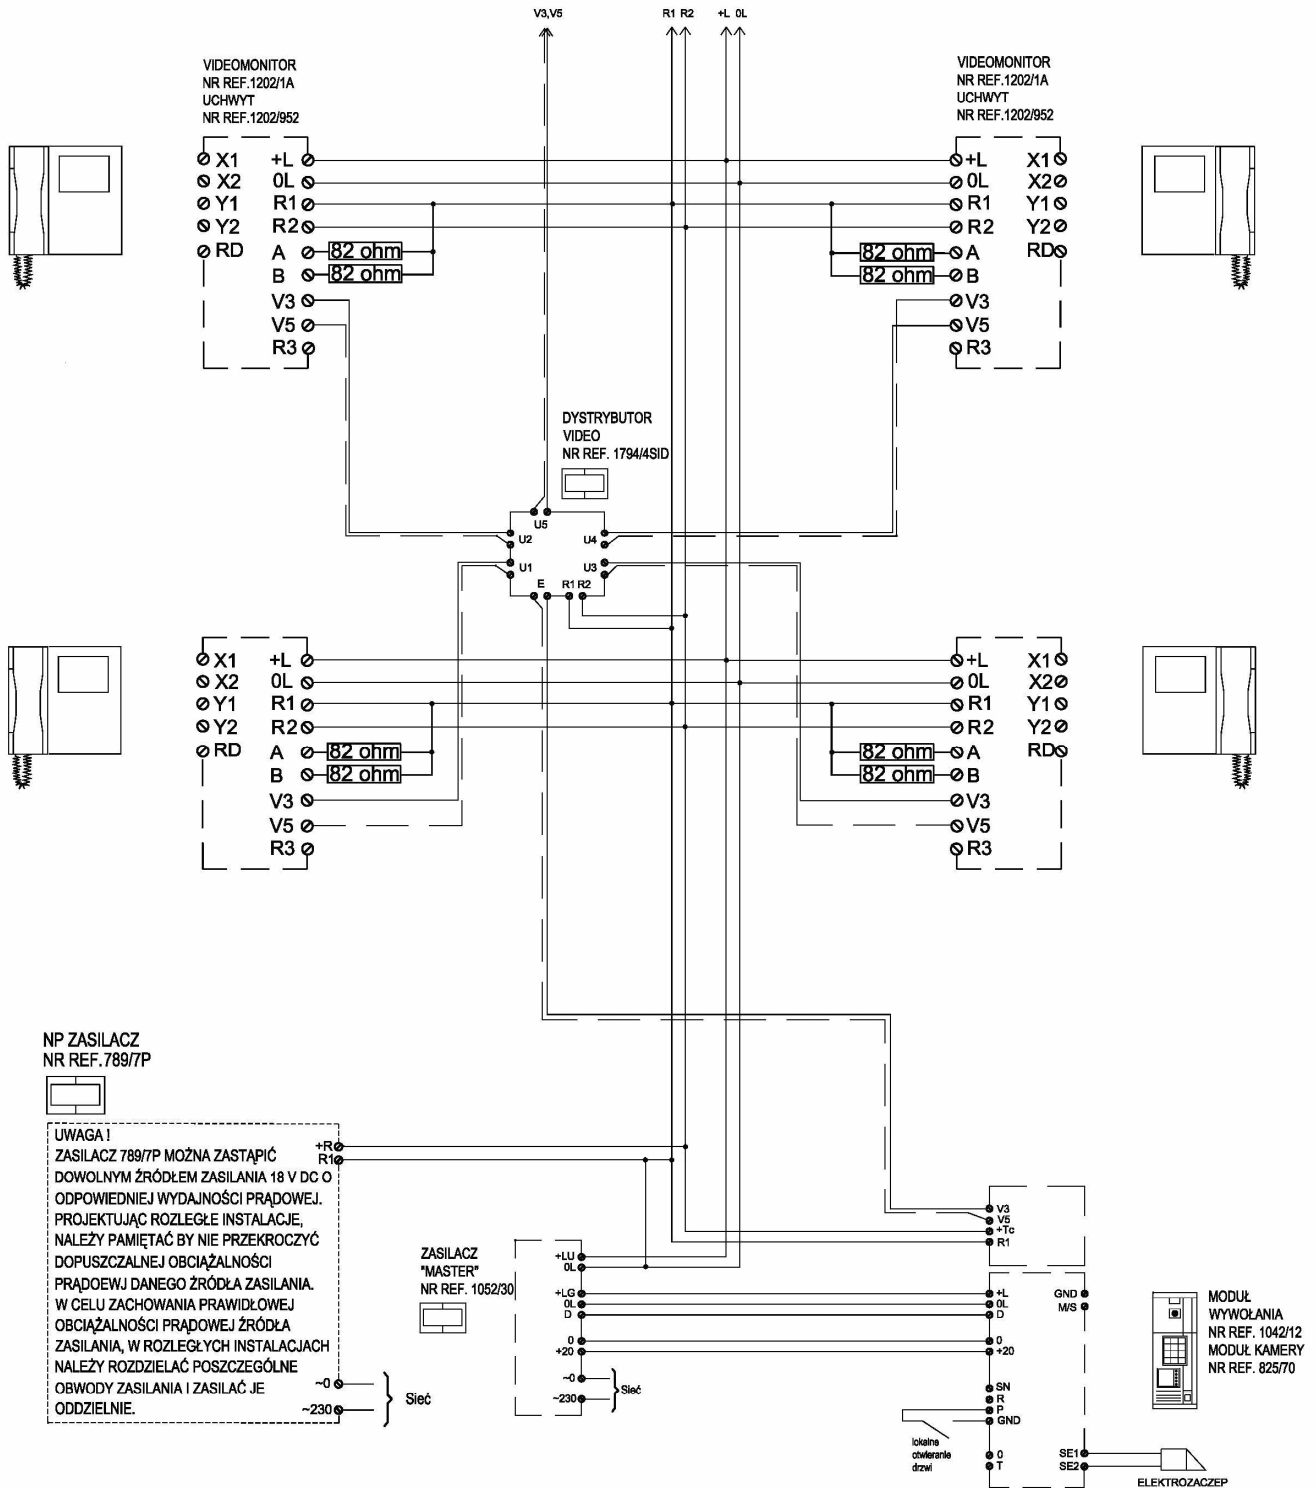 V3,V5
R1 R2
+L 0L
VIDEOMONITOR
NR REF.1202/1A
UCHWYT
NR REF.1202/952
X1 +L
X2 0L
Y1 R1
Y2 R2
RD A 82 ohm
B 82 ohm
V3
V5
R3
VIDEOMONITOR
NR REF.1202/1A
UCHWYT
NR REF.1202/952
+L X1
0L X2
R1 Y1
R2 Y2
82 ohm A RD
82 ohm B
V3
V5
R3
DYSTRYBUTOR
VIDEO
NR REF. 1794/4SID
U5
U2 U4
U1 U3
E R1 R2
X1 +L
X2 0L
Y1 R1
Y2 R2
RD A 82 ohm
B 82 ohm
V3
V5
R3
+L X1
0L X2
R1 Y1
R2 Y2
82 ohm A RD
82 ohm B
V3
V5
R3
NP ZASILACZ
NR REF.789/7P
UWAGA !
ZASILACZ 789/7P MOŻNA ZASTĄPIĆ
DOWOLNYM ŹRÓDŁEM ZASILANIA 18 V DC O
ODPOWIEDNIEJ WYDAJNOŚCI PRĄDOWEJ.
PROJEKTUJĄC ROZLEGŁE INSTALACJE,
NALEŻY PAMIĘTAĆ BY NIE PRZEKROCZYĆ
DOPUSZCZALNEJ OBCIĄŻALNOŚCI
PRĄDOEWJ DANEGO ŹRÓDŁA ZASILANIA.
W CELU ZACHOWANIA PRAWIDŁOWEJ
OBCIĄŻALNOŚCI PRĄDOWEJ ŹRÓDŁA
ZASILANIA, W ROZLEGŁYCH INSTALACJACH
NALEŻY ROZDZIELAĆ POSZCZEGÓLNE
OBWODY ZASILANIA I ZASILAĆ JE
ODDZIELNIE.
+R
R1
~0
~230
Sieć
ZASILACZ
"MASTER"
NR REF. 1052/30
+LU
0L
+LG
0L
D
0
+20
~0
~230
Sieć
V3
V5
+Tc
R1
+L GND
0L M/S
D
0
+20
SN
R
P
GND
0 SE1
T SE2
lokalne
otwieranie
drzwi
MODUŁ
WYWOŁANIA
NR REF. 1042/12
MODUŁ KAMERY
NR REF. 825/70
ELEKTROZACZEP